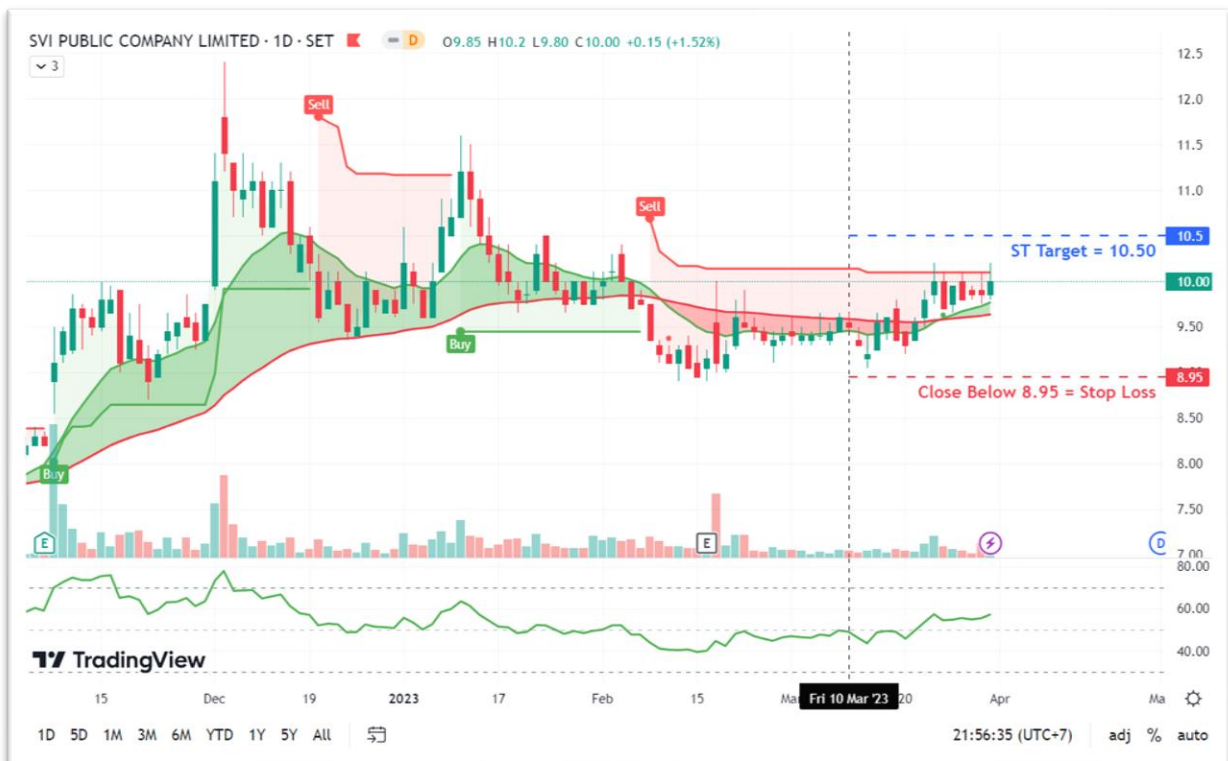 SVI PUBLIC COMPANY LIMITED · 1D · SET D O9.85 H10.2 L9.80 C10.00 +0.15 (+1.52%)
3
12.5
12.0
Sell
11.5
11.0
Sell
10.5
ST Target = 10.50
10.00
9.50
Buy
8.95
Close Below 8.95 = Stop Loss
8.50
Buy
8.00
7.50
E E D
7.00
80.00
60.00
40.00
TradingView
15 Dec 19 2023 17 Feb 15 Fri 10 Mar '23 20 Apr
1D 5D 1M 3M 6M YTD 1Y 5Y All 21:56:35 (UTC+7) adj % auto